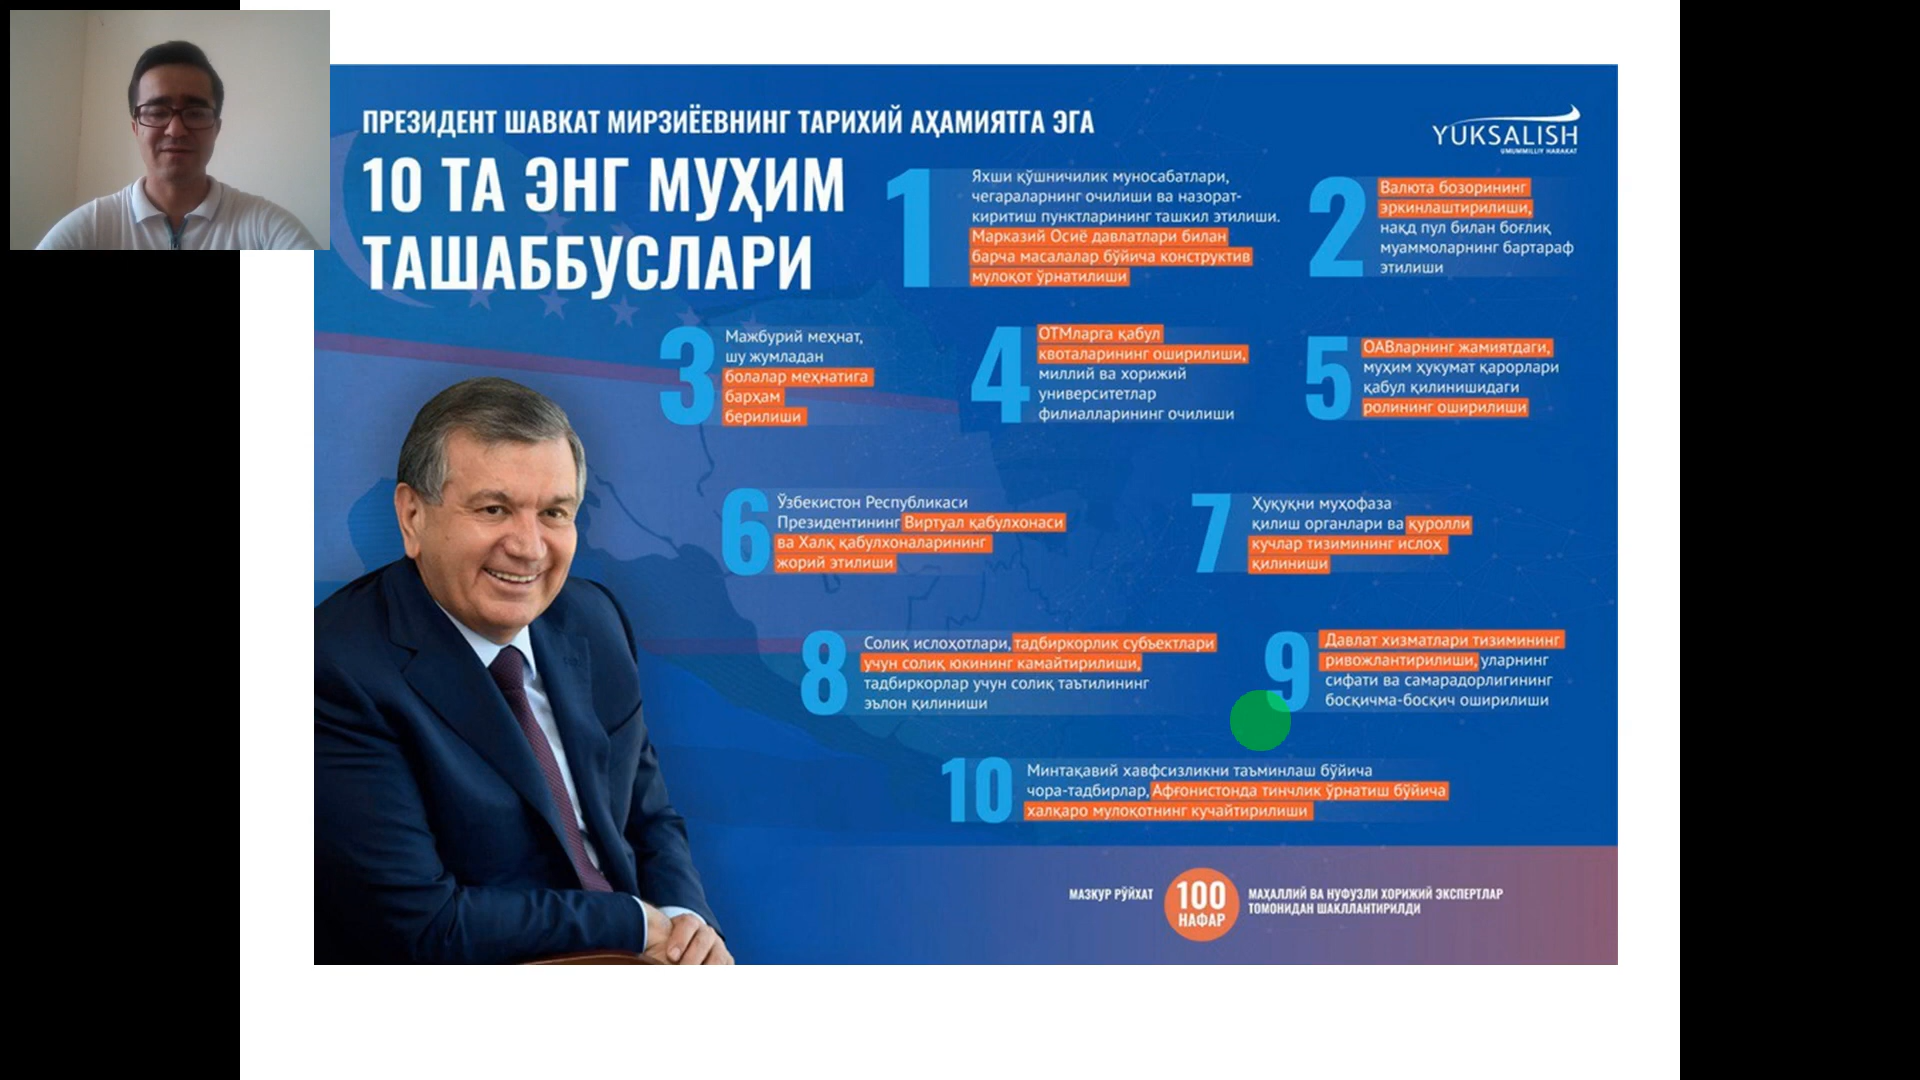 ПРЕЗИДЕНТ ШАВКАТ МИРЗИЁЕВНИНГ ТАРИХИЙ АҲАМИЯТГА ЭГА
10 ТА ЭНГ МУҲИМ
ТАШАББУСЛАРИ
YUKSALISH
UMUMMILLIY HARAKAT
1
Яхши қўшничилик муносабатлари,
чегараларнинг очилиши ва назорат-
киритиш пунктларининг ташкил этилиши.
Марказий Осиё давлатлари билан
барча масалалар бўйича конструктив
мулоқот ўрнатилиши
2
Валюта бозорининг
эркинлаштирилиши,
нақд пул билан боғлиқ
муаммоларнинг бартараф
этилиши
3
Мажбурий меҳнат,
шу жумладан
болалар меҳнатига
барҳам
берилиши
4
ОТМларга қабул
квоталарининг оширилиши,
миллий ва хорижий
университетлар
филиалларининг очилиши
5
ОАВларнинг жамиятдаги,
муҳим ҳукумат қарорлари
қабул қилинишидаги
ролининг оширилиши
6
Ўзбекистон Республикаси
Президентининг Виртуал қабулхонаси
ва Халқ қабулхоналарининг
жорий этилиши
7
Ҳуқуқни муҳофаза
қилиш органлари ва қуролли
кучлар тизимининг ислоҳ
қилиниши
8
Солиқ ислоҳотлари, тадбиркорлик субъектлари
учун солиқ юкининг камайтирилиши,
тадбиркорлар учун солиқ таътилининг
эълон қилиниши
9
Давлат хизматлари тизимининг
ривожлантирилиши, уларнинг
сифати ва самарадорлигининг
босқичма-босқич оширилиши
10
Минтақавий хавфсизликни таъминлаш бўйича
чора-тадбирлар, Афғонистонда тинчлик ўрнатиш бўйича
халқаро мулоқотнинг кучайтирилиши
МАЗКУР РЎЙХАТ
100
НАФАР
МАҲАЛЛИЙ ВА НУФУЗЛИ ХОРИЖИЙ ЭКСПЕРТЛАР
ТОМОНИДАН ШАКЛЛАНТИРИЛДИ